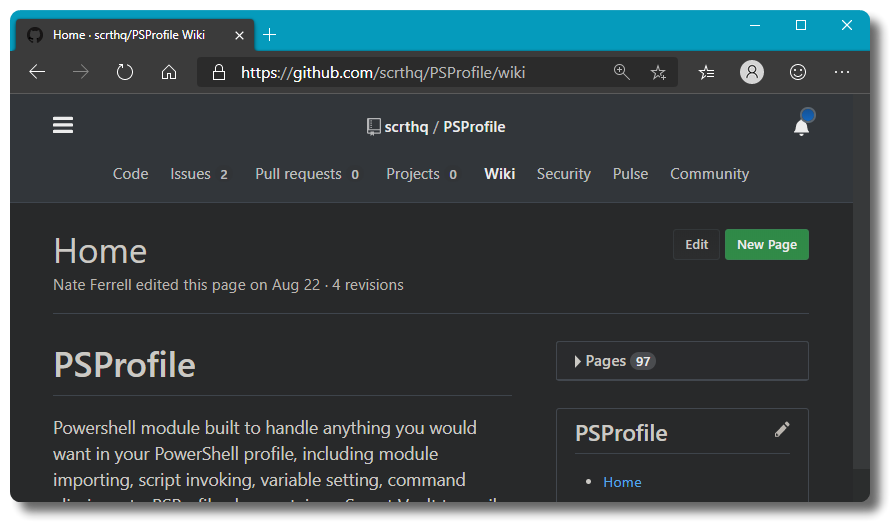 Home · scrthq/PSProfile Wiki
https://github.com/scrthq/PSProfile/wiki
scrthq / PSProfile
Code Issues 2 Pull requests 0 Projects 0 Wiki Security Pulse Community
Home
Edit New Page
Nate Ferrell edited this page on Aug 22 · 4 revisions
PSProfile
Pages 97
Powershell module built to handle anything you would
want in your PowerShell profile, including module
importing, script invoking, variable setting, command
PSProfile
Home